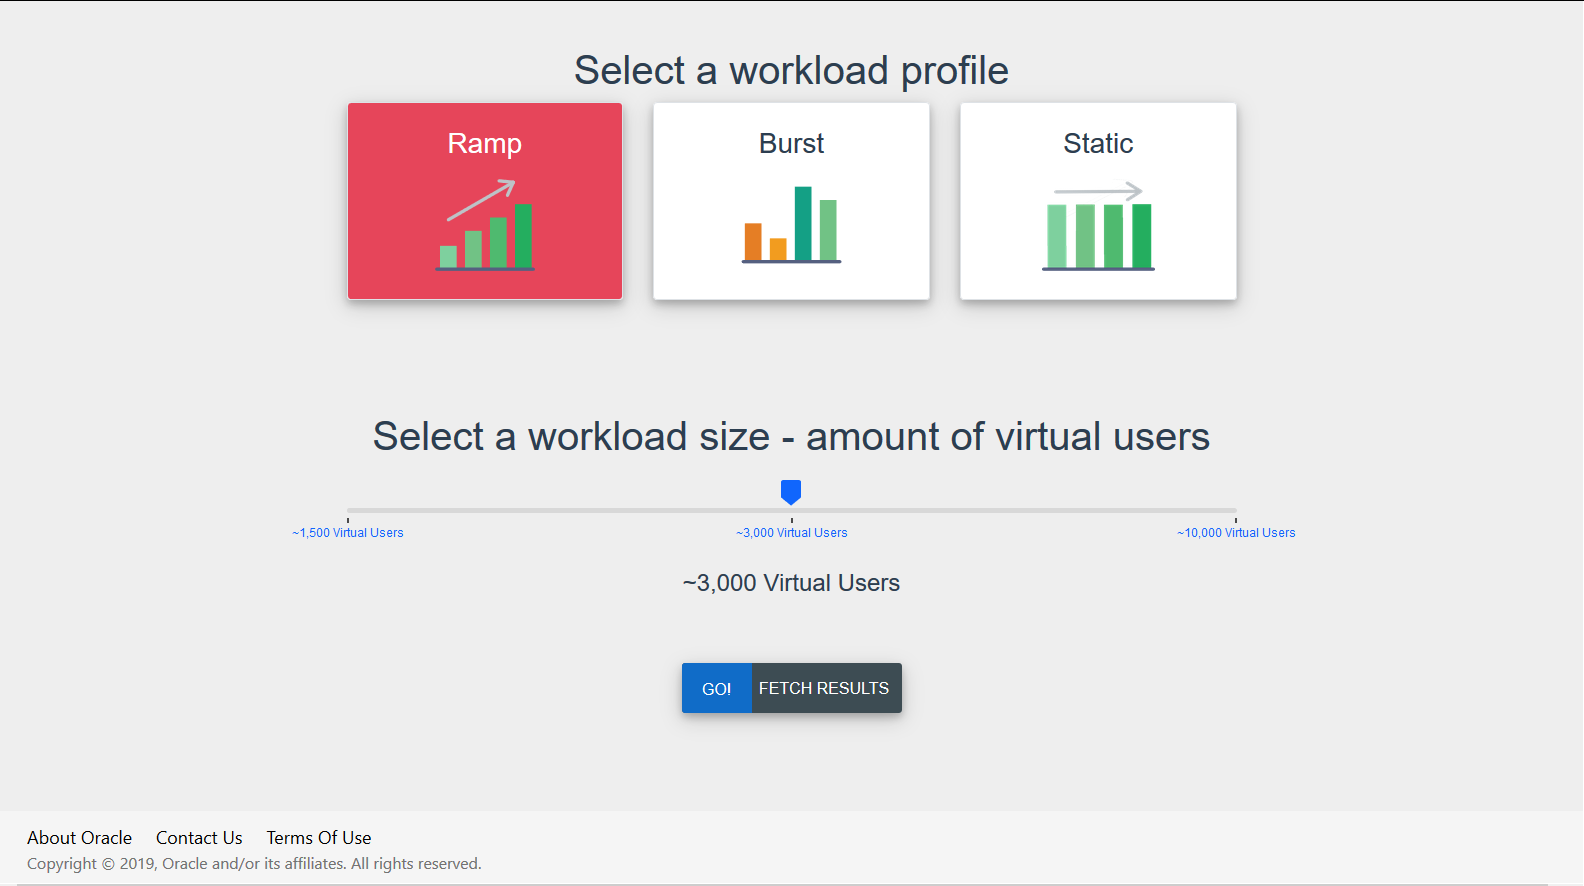 Select a workload profile
Ramp
Burst
Static
Select a workload size - amount of virtual users
~1,500 Virtual Users
~3,000 Virtual Users
~10,000 Virtual Users
~3,000 Virtual Users
GO!
FETCH RESULTS
About Oracle
Contact Us
Terms Of Use
Copyright © 2019, Oracle and/or its affiliates. All rights reserved.